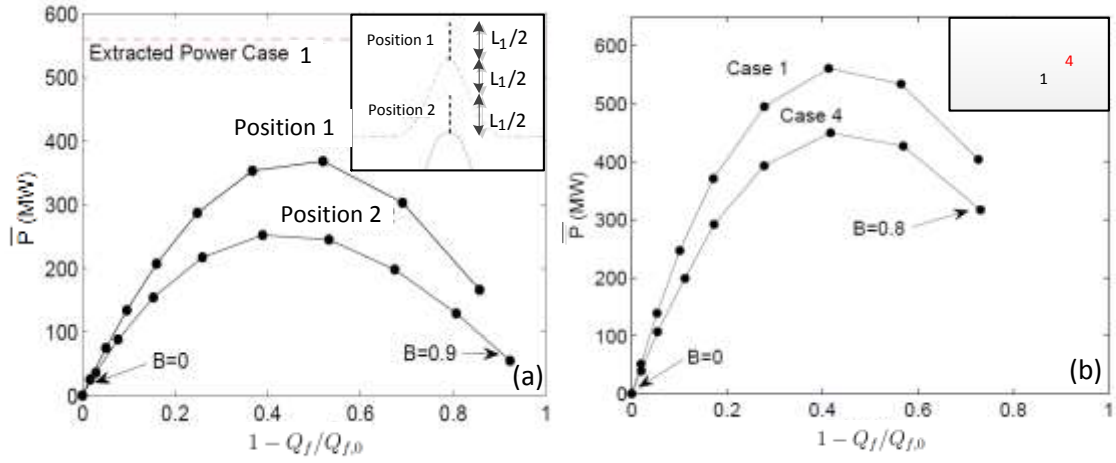 600
500
400
300
200
100
0
P (MW)
Extracted Power Case 1
Position 1
Position 2
L1/2
L1/2
L1/2
Position 1
Position 2
B=0
B=0.9
(a)
0 0.2 0.4 0.6 0.8 1
1 − Qf/Qf,0
600
500
400
300
200
100
0
P (MW)
4
1
Case 1
Case 4
B=0.8
B=0
(b)
0 0.2 0.4 0.6 0.8 1
1 − Qf/Qf,0